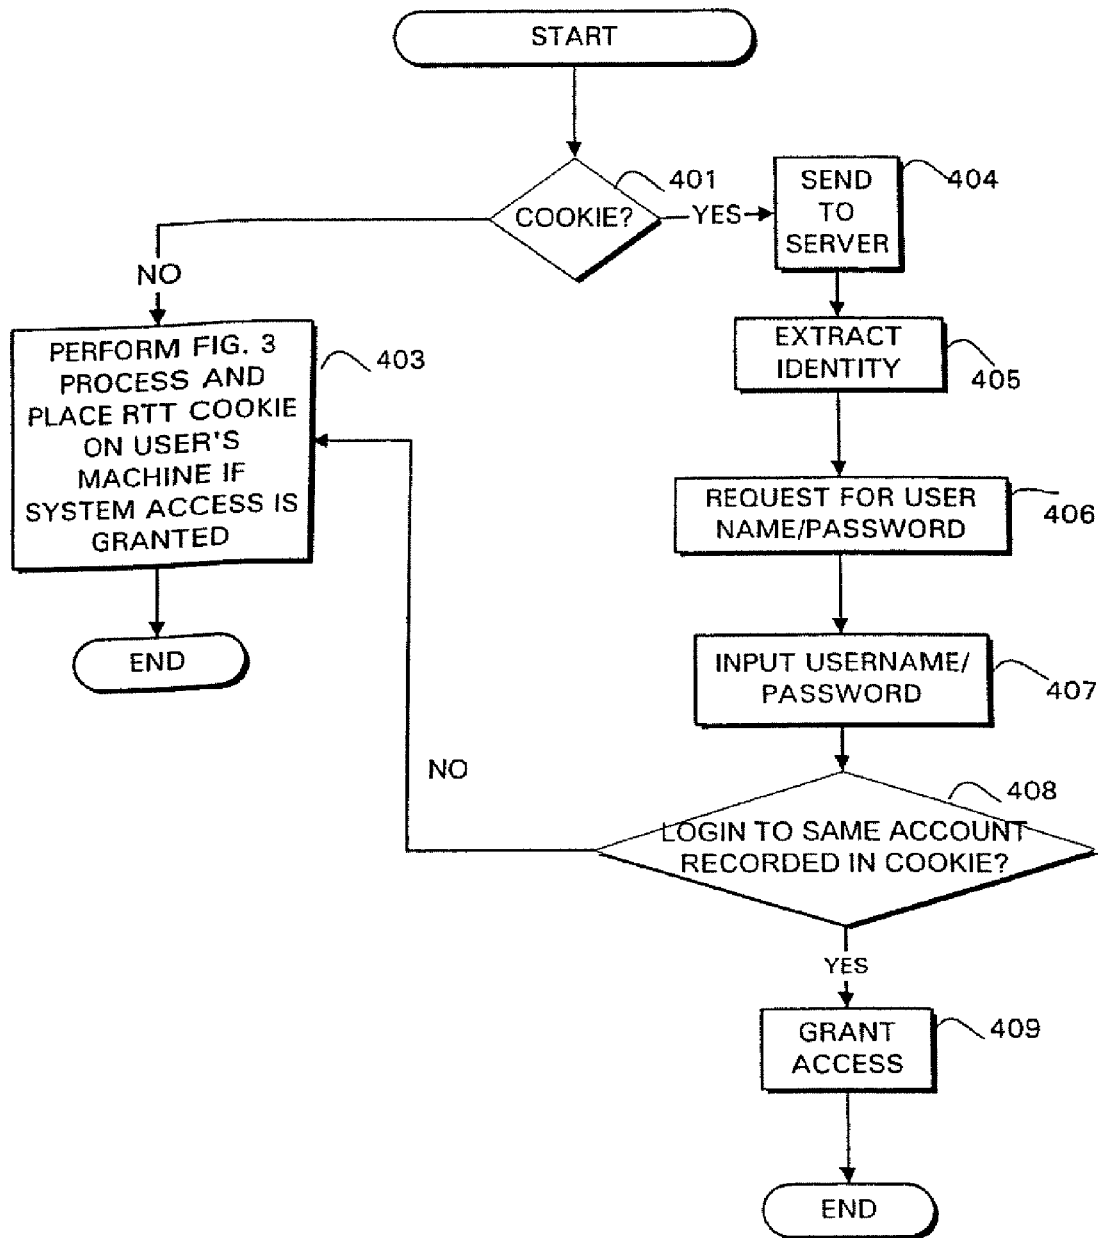 START
401
COOKIE?
YES
SEND
TO
SERVER
404
NO
EXTRACT
IDENTITY
405
PERFORM FIG. 3
PROCESS AND
PLACE RTT COOKIE
ON USER'S
MACHINE IF
SYSTEM ACCESS IS
GRANTED
403
REQUEST FOR USER
NAME/PASSWORD
406
END
INPUT USERNAME/
PASSWORD
407
NO
408
LOGIN TO SAME ACCOUNT
RECORDED IN COOKIE?
YES
GRANT
ACCESS
409
END